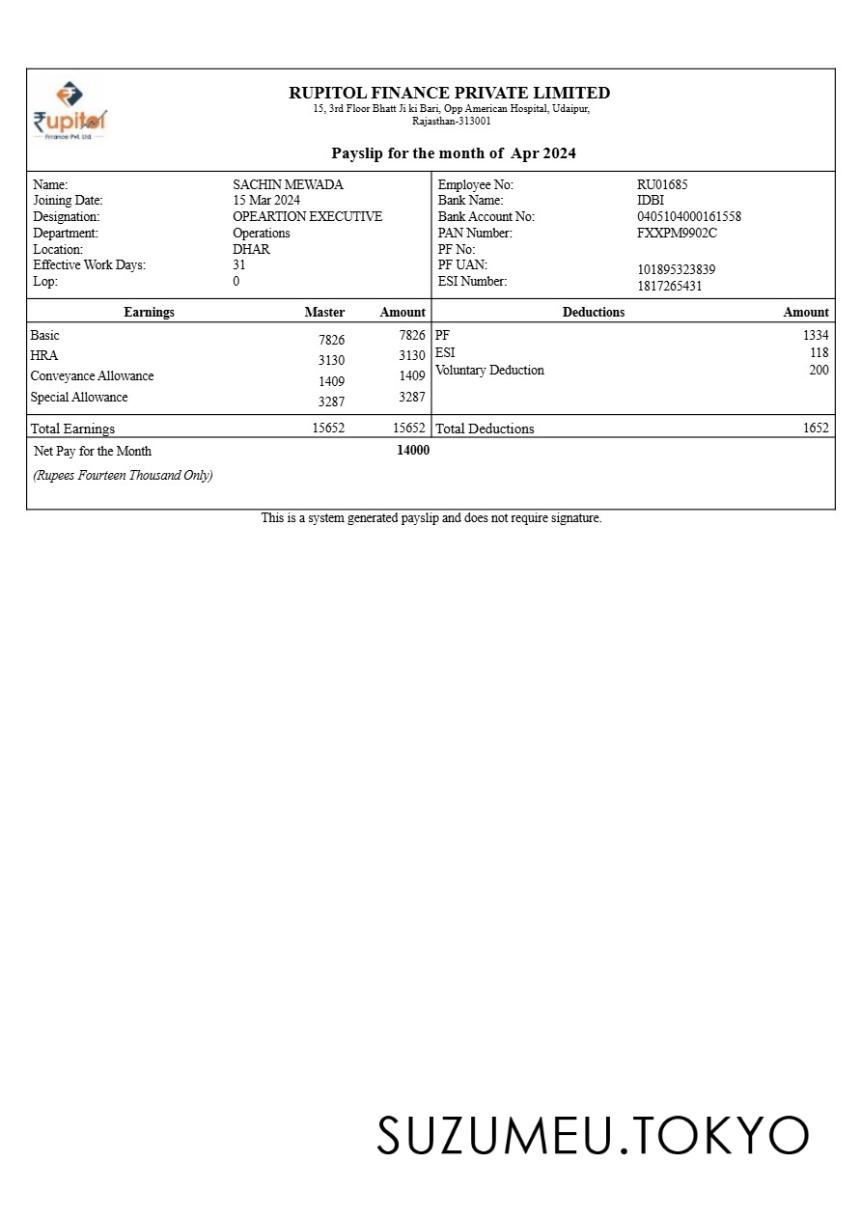 ₹upitol
Finance Pvt. Ltd.
RUPITOL FINANCE PRIVATE LIMITED
15, 3rd Floor Bhatt Ji ki Bari, Opp American Hospital, Udaipur,
Rajasthan-313001
Payslip for the month of Apr 2024
Name: SACHIN MEWADA Employee No: RU01685
Joining Date: 15 Mar 2024 Bank Name: IDBI
Designation: OPEARTION EXECUTIVE Bank Account No: 0405104000161558
Department: Operations PAN Number: FXXPM9902C
Location: DHAR PF No:
Effective Work Days: 31 PF UAN: 101895323839
Lop: 0 ESI Number: 1817265431
Earnings Master Amount Deductions Amount
Basic 7826 7826 PF 1334
HRA 3130 3130 ESI 118
Conveyance Allowance 1409 1409 Voluntary Deduction 200
Special Allowance 3287 3287
Total Earnings 15652 15652 Total Deductions 1652
Net Pay for the Month 14000
(Rupees Fourteen Thousand Only)
This is a system generated payslip and does not require signature.
SUZUMEU.TOKYO